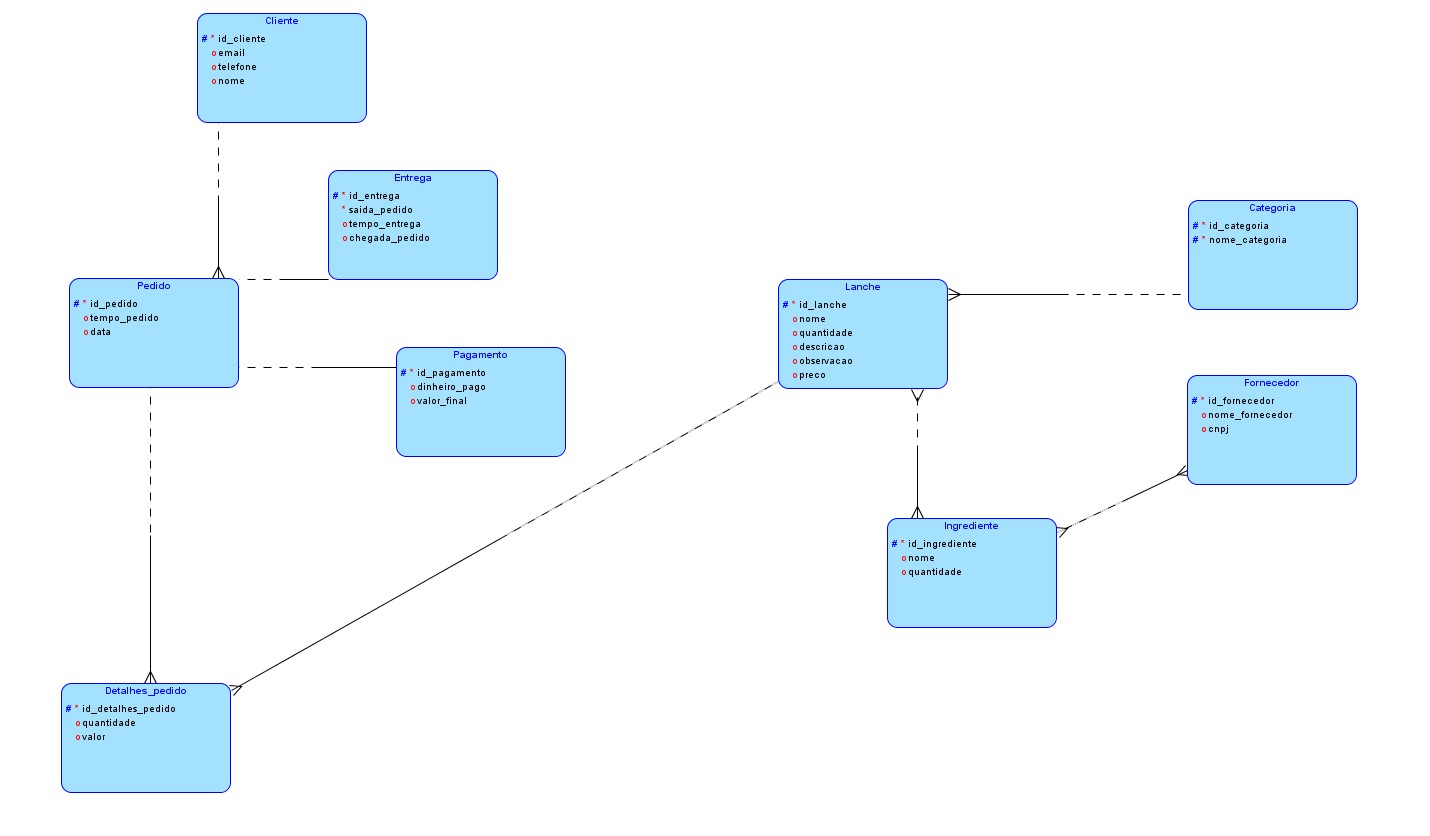 Cliente
# * id_cliente
o email
o telefone
o nome
Entrega
# * id_entrega
* saida_pedido
o tempo_entrega
o chegada_pedido
Pedido
# * id_pedido
o tempo_pedido
o data
Pagamento
# * id_pagamento
o dinheiro_pago
o valor_final
Detalhes_pedido
# * id_detalhes_pedido
o quantidade
o valor
Lanche
# * id_lanche
o nome
o quantidade
o descricao
o observacao
o preco
Categoria
# * id_categoria
# * nome_categoria
Fornecedor
# * id_fornecedor
o nome_fornecedor
o cnpj
Ingrediente
# * id_ingrediente
o nome
o quantidade